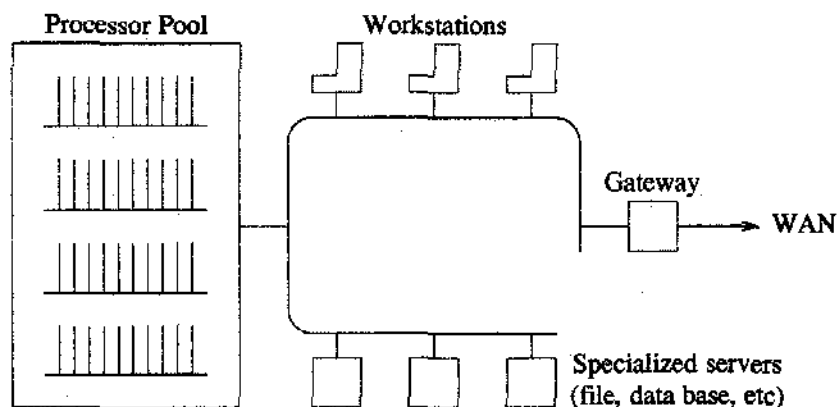 Processor Pool
Workstations
Gateway
WAN
Specialized servers
(file, data base, etc)